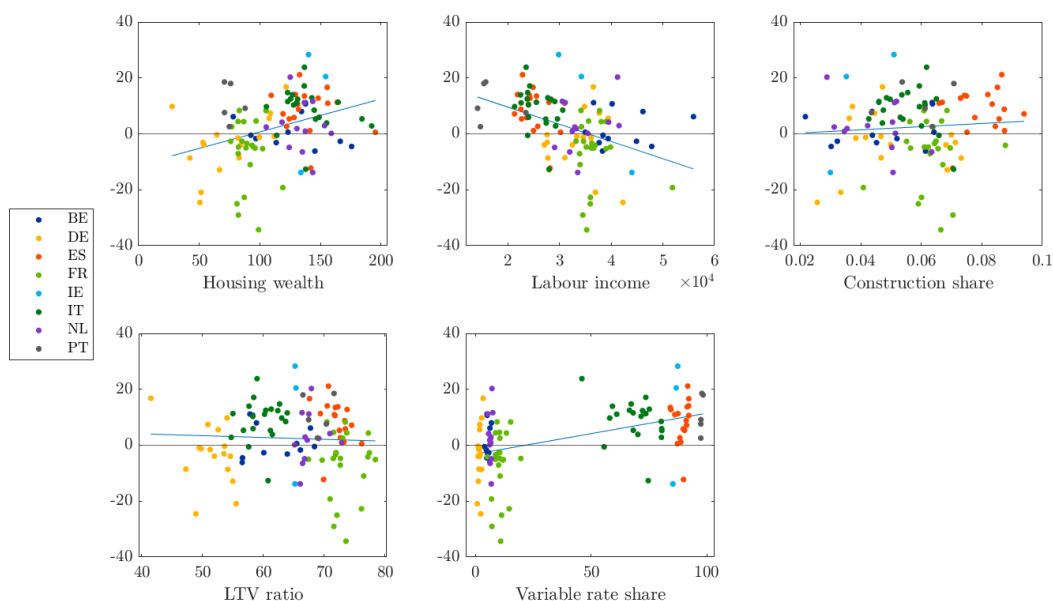 40
20
0
-20
-40
0 50 100 150 200
Housing wealth
40
20
0
-20
-40
2 3 4 5 6
Labour income ×10⁴
40
20
0
-20
-40
0.02 0.04 0.06 0.08 0.1
Construction share
BE
DE
ES
FR
IE
IT
NL
PT
40
20
0
-20
-40
40 50 60 70 80
LTV ratio
40
20
0
-20
-40
0 50 100
Variable rate share